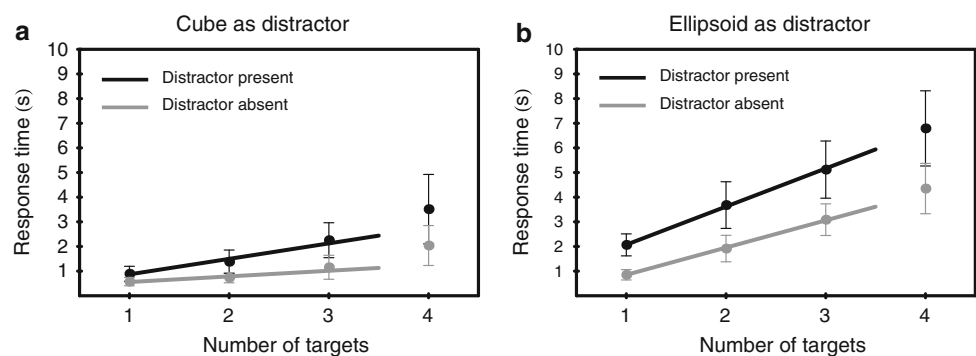 a
Cube as distractor
10
9
8
7
6
5
4
3
2
1
Response time (s)
Distractor present
Distractor absent
1 2 3 4
Number of targets
b
Ellipsoid as distractor
10
9
8
7
6
5
4
3
2
1
Response time (s)
Distractor present
Distractor absent
1 2 3 4
Number of targets